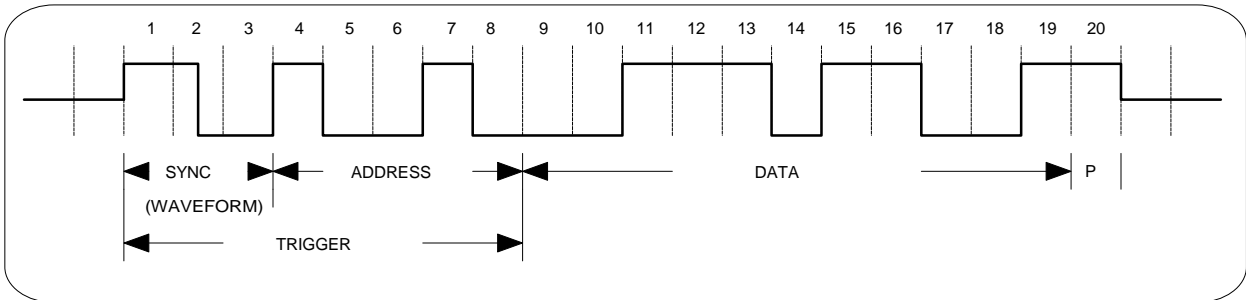 1 2 3 4 5 6 7 8 9 10 11 12 13 14 15 16 17 18 19 20
SYNC ADDRESS DATA P
(WAVEFORM)
TRIGGER